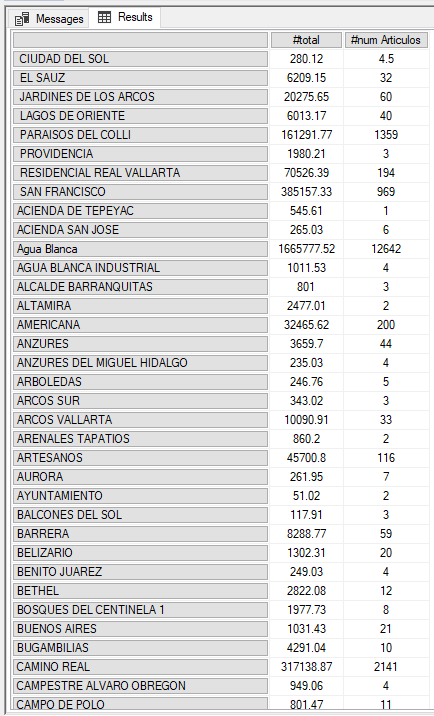 Messages Results
#total #num Articulos
CIUDAD DEL SOL 280.12 4.5
EL SAUZ 6209.15 32
JARDINES DE LOS ARCOS 20275.65 60
LAGOS DE ORIENTE 6013.17 40
PARAISOS DEL COLLI 161291.77 1359
PROVIDENCIA 1980.21 3
RESIDENCIAL REAL VALLARTA 70526.39 194
SAN FRANCISCO 385157.33 969
ACIENDA DE TEPEYAC 545.61 1
ACIENDA SAN JOSE 265.03 6
Agua Blanca 1665777.52 12642
AGUA BLANCA INDUSTRIAL 1011.53 4
ALCALDE BARRANQUITAS 801 3
ALTAMIRA 2477.01 2
AMERICANA 32465.62 200
ANZURES 3659.7 44
ANZURES DEL MIGUEL HIDALGO 235.03 4
ARBOLEDAS 246.76 5
ARCOS SUR 343.02 3
ARCOS VALLARTA 10090.91 33
ARENALES TAPATIOS 860.2 2
ARTESANOS 45700.8 116
AURORA 261.95 7
AYUNTAMIENTO 51.02 2
BALCONES DEL SOL 117.91 3
BARRERA 8288.77 59
BELIZARIO 1302.31 20
BENITO JUAREZ 249.03 4
BETHEL 2822.08 12
BOSQUES DEL CENTINELA 1 1977.73 8
BUENOS AIRES 1031.43 21
BUGAMBILIAS 4291.04 10
CAMINO REAL 317138.87 2141
CAMPESTRE ALVARO OBREGON 949.06 4
CAMPO DE POLO 801.47 11